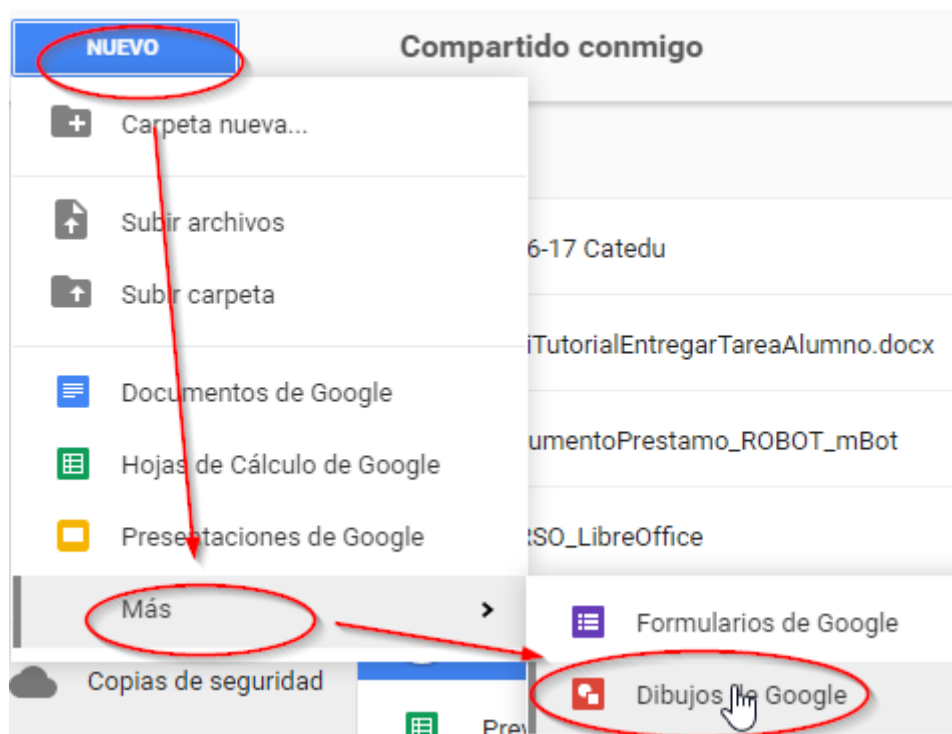 NUEVO
Compartido conmigo
Carpeta nueva...
Subir archivos
Subir carpeta
6-17 Catedu
iTutorialEntregarTareaAlumno.docx
Documentos de Google
umentoPrestamo_ROBOT_mBot
Hojas de Cálculo de Google
Presentaciones de Google
RSO_LibreOffice
Más
Formularios de Google
Copias de seguridad
Dibujos de Google
Prev